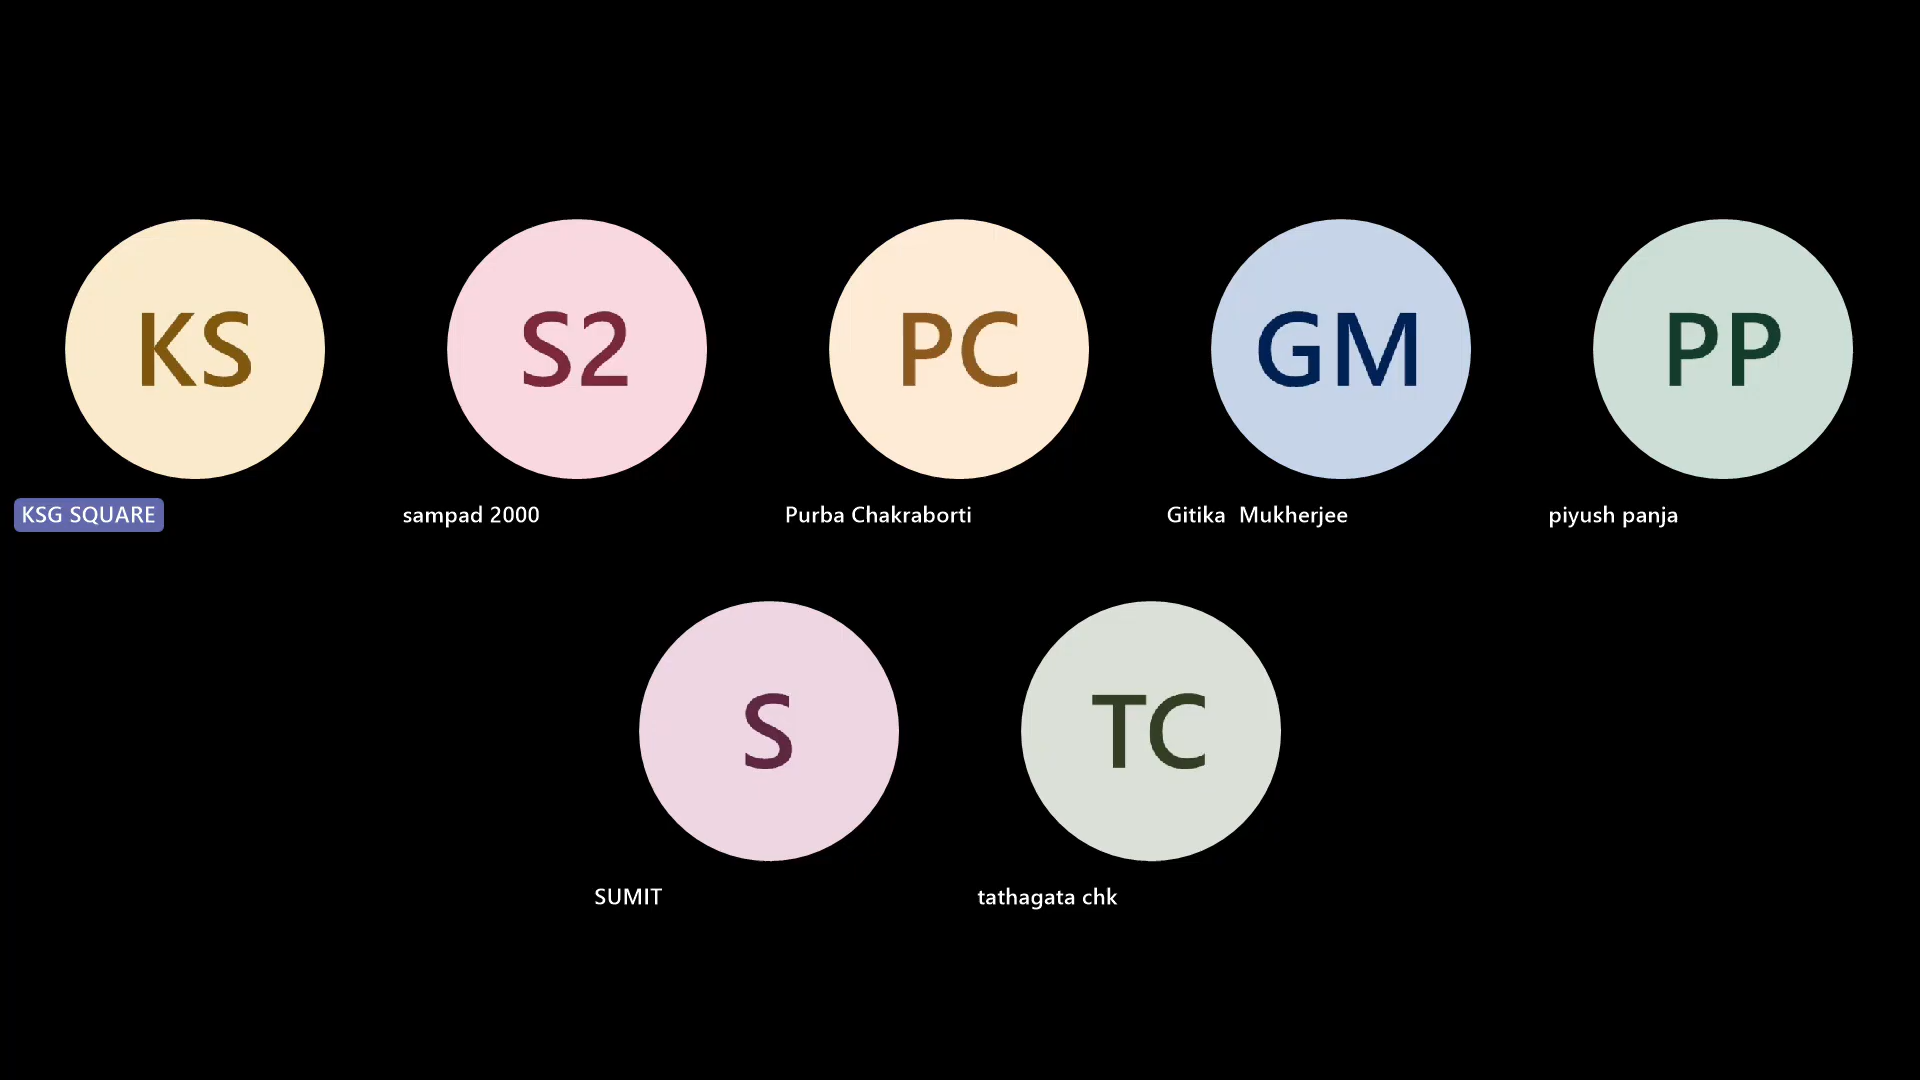 KS
S2
PC
GM
PP
KSG SQUARE
sampad 2000
Purba Chakraborti
Gitika  Mukherjee
piyush panja
S
TC
SUMIT
tathagata chk